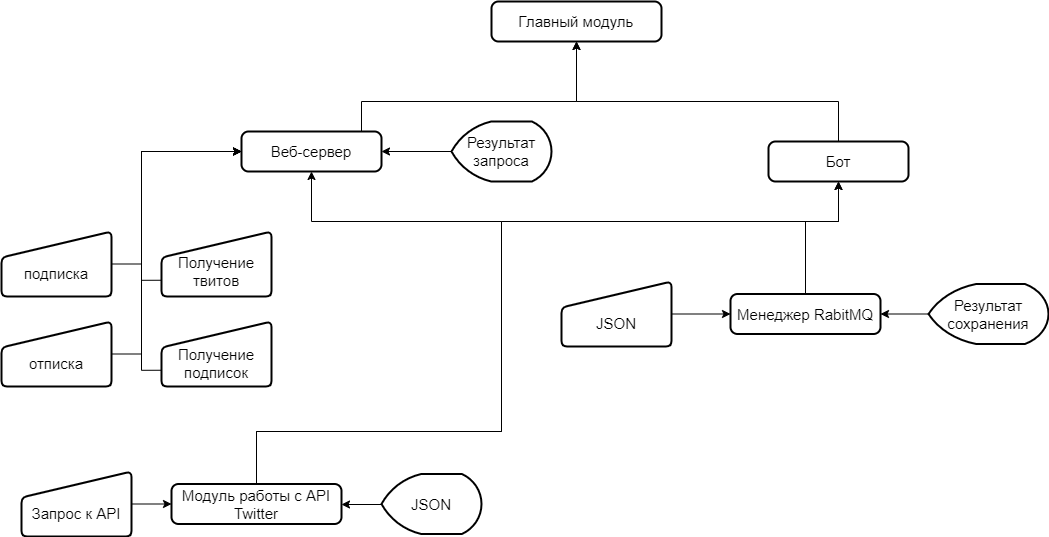 Главный модуль
Веб-сервер
Результат
запроса
Бот
подписка
Получение
твитов
JSON
Менеджер RabitMQ
Результат
сохранения
отписка
Получение
подписок
Запрос к API
Модуль работы с API
Twitter
JSON